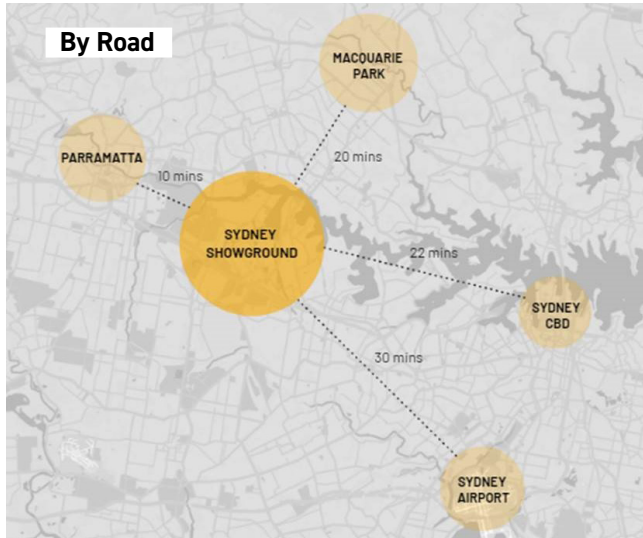 By Road
MACQUARIE
PARK
PARRAMATTA
20 mins
10 mins
SYDNEY
SHOWGROUND
22 mins
SYDNEY
CBD
30 mins
SYDNEY
AIRPORT